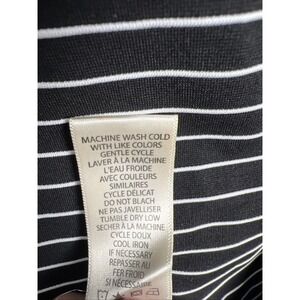 MACHINE WASH COLD
WITH LIKE COLORS
GENTLE CYCLE
LAVER À LA MACHINE
L'EAU FROIDE
AVEC COULEURS
SIMILAIRES
CYCLE DÉLICAT
DO NOT BLACH
NE PAS JAVELLISER
TUMBLE DRY LOW
SÉCHER À LA MACHINE
CYCLE DOUX
COOL IRON
IF NECESSARY
REPASSER AU
FER FROID
SI NÉCESSAIRE